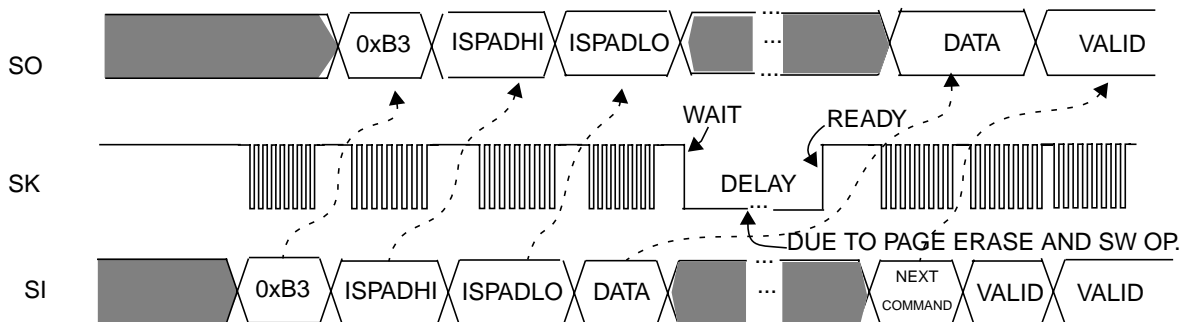 SO 0xB3 ISPADHI ISPADLO ... ... ... DATA VALID
WAIT READY
SK DELAY ...
DUE TO PAGE ERASE AND SW OP.
SI 0xB3 ISPADHI ISPADLO DATA ... ... ... NEXT COMMAND VALID VALID